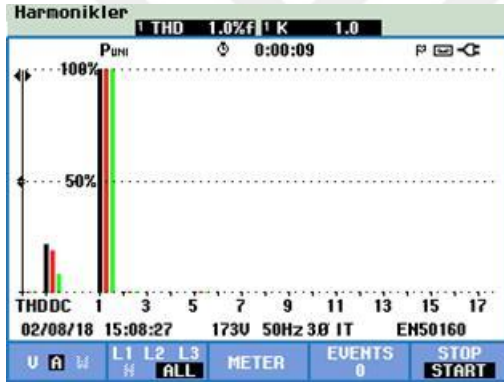 Harmonikler
1 THD 1.0%f 1 K 1.0
PUNI 0:00:09
100%
50%
THDDC 1 3 5 7 9 11 13 15 17
02/08/18 15:08:27 173V 50Hz 3Ø IT EN50160
V A W L1 L2 L3 N ALL METER EVENTS 0 STOP START